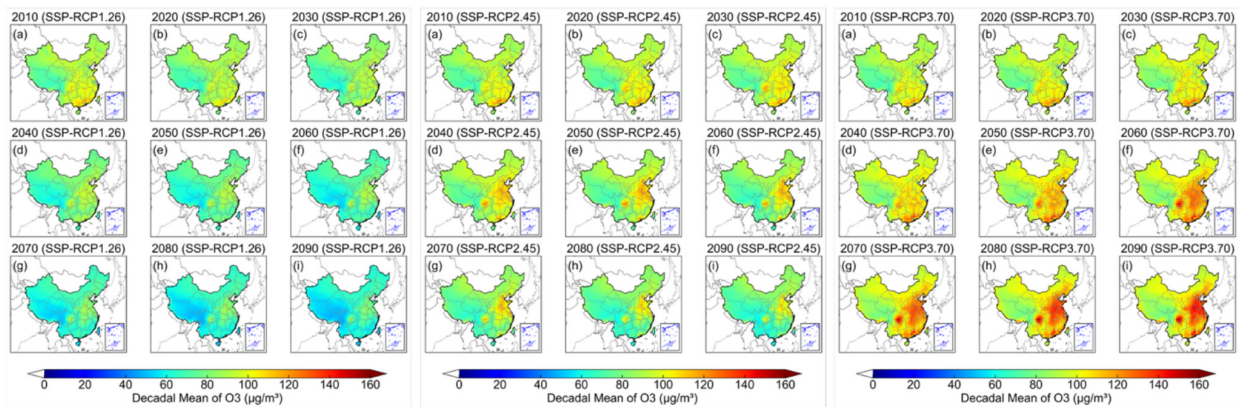 2010 (SSP-RCP1.26) 2020 (SSP-RCP1.26) 2030 (SSP-RCP1.26)
(a) (b) (c)
2040 (SSP-RCP1.26) 2050 (SSP-RCP1.26) 2060 (SSP-RCP1.26)
(d) (e) (f)
2070 (SSP-RCP1.26) 2080 (SSP-RCP1.26) 2090 (SSP-RCP1.26)
(g) (h) (i)
0 20 40 60 80 100 120 140 160
Decadal Mean of O3 (μg/m³)
2010 (SSP-RCP2.45) 2020 (SSP-RCP2.45) 2030 (SSP-RCP2.45)
(a) (b) (c)
2040 (SSP-RCP2.45) 2050 (SSP-RCP2.45) 2060 (SSP-RCP2.45)
(d) (e) (f)
2070 (SSP-RCP2.45) 2080 (SSP-RCP2.45) 2090 (SSP-RCP2.45)
(g) (h) (i)
0 20 40 60 80 100 120 140 160
Decadal Mean of O3 (μg/m³)
2010 (SSP-RCP3.70) 2020 (SSP-RCP3.70) 2030 (SSP-RCP3.70)
(a) (b) (c)
2040 (SSP-RCP3.70) 2050 (SSP-RCP3.70) 2060 (SSP-RCP3.70)
(d) (e) (f)
2070 (SSP-RCP3.70) 2080 (SSP-RCP3.70) 2090 (SSP-RCP3.70)
(g) (h) (i)
0 20 40 60 80 100 120 140 160
Decadal Mean of O3 (μg/m³)